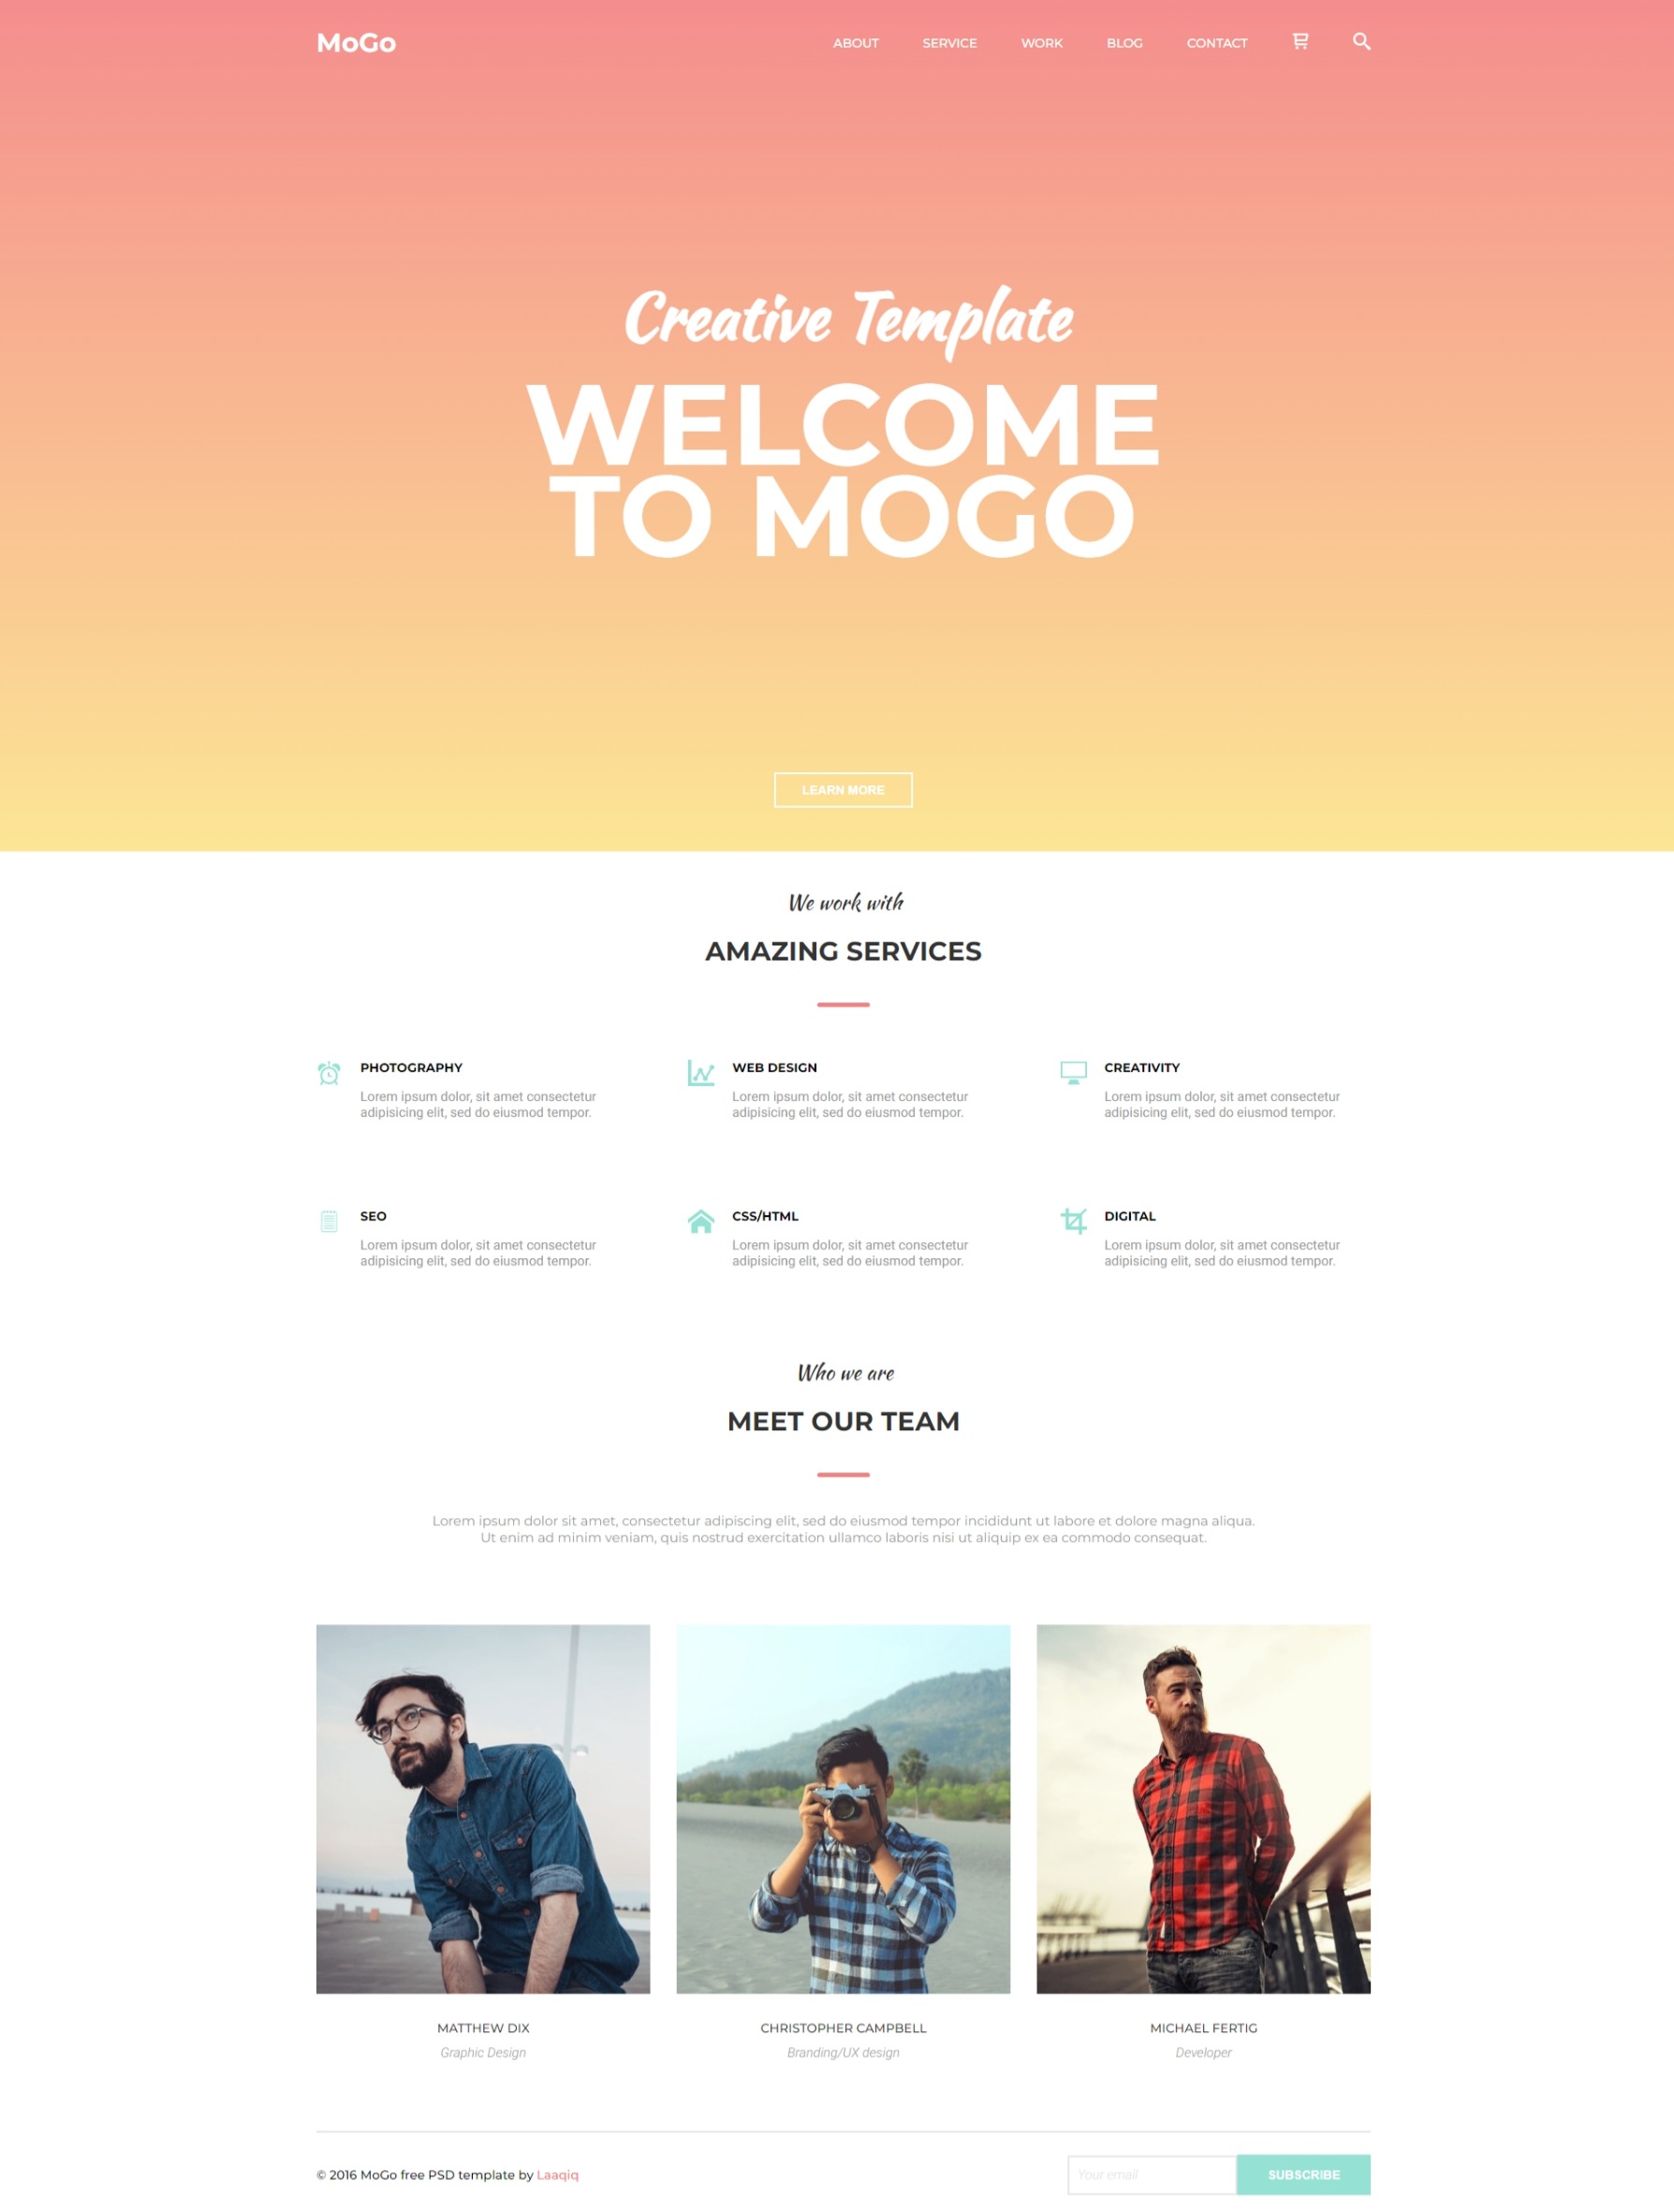 MoGo
ABOUT SERVICE WORK BLOG CONTACT
Creative Template
WELCOME
TO MOGO
LEARN MORE
We work with
AMAZING SERVICES
PHOTOGRAPHY
Lorem ipsum dolor, sit amet consectetur
adipisicing elit, sed do eiusmod tempor.
WEB DESIGN
Lorem ipsum dolor, sit amet consectetur
adipisicing elit, sed do eiusmod tempor.
CREATIVITY
Lorem ipsum dolor, sit amet consectetur
adipisicing elit, sed do eiusmod tempor.
SEO
Lorem ipsum dolor, sit amet consectetur
adipisicing elit, sed do eiusmod tempor.
CSS/HTML
Lorem ipsum dolor, sit amet consectetur
adipisicing elit, sed do eiusmod tempor.
DIGITAL
Lorem ipsum dolor, sit amet consectetur
adipisicing elit, sed do eiusmod tempor.
Who we are
MEET OUR TEAM
Lorem ipsum dolor sit amet, consectetur adipiscing elit, sed do eiusmod tempor incididunt ut labore et dolore magna aliqua.
Ut enim ad minim veniam, quis nostrud exercitation ullamco laboris nisi ut aliquip ex ea commodo consequat.
MATTHEW DIX
Graphic Design
CHRISTOPHER CAMPBELL
Branding/UX design
MICHAEL FERTIG
Developer
© 2016 MoGo free PSD template by Laaqiq
Your email
SUBSCRIBE